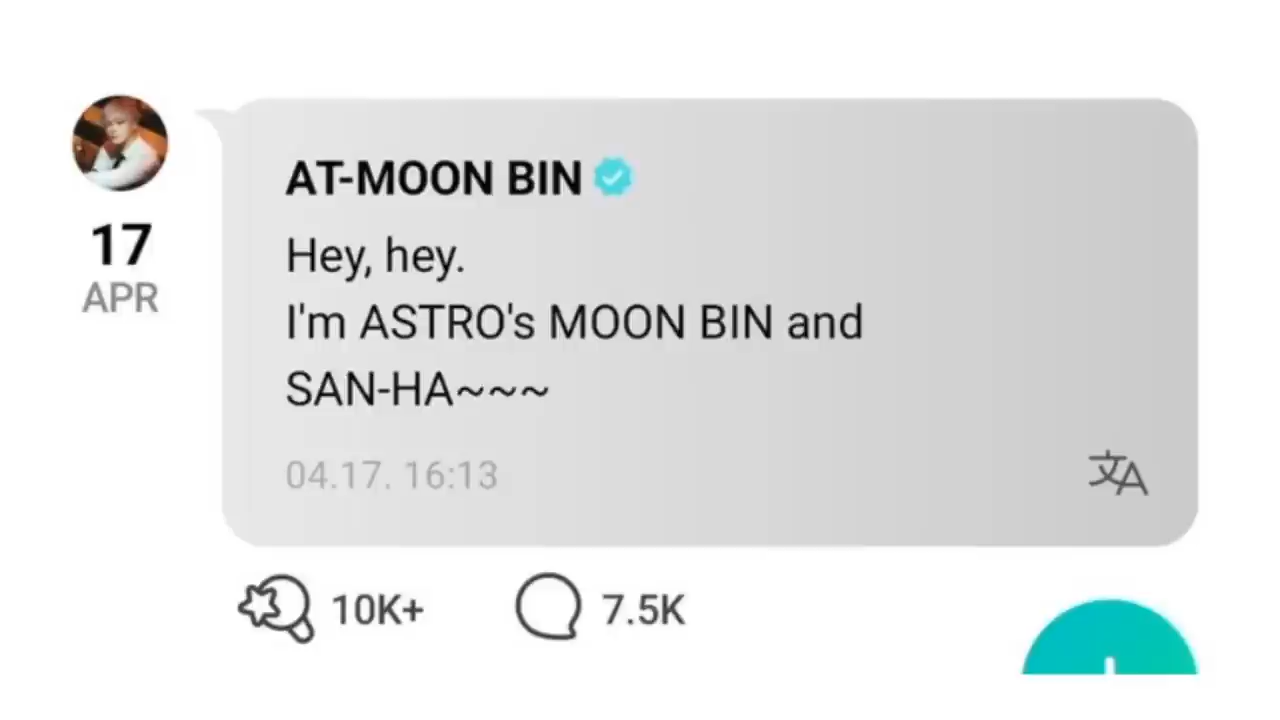 AT-MOON BIN
17
APR
Hey, hey.
I'm ASTRO's MOON BIN and
SAN-HA~~~
04.17. 16:13
文A
10K+
7.5K